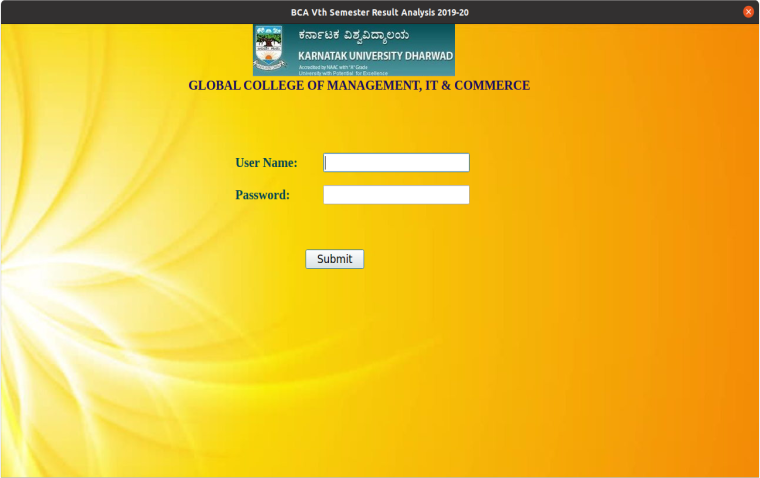 BCA Vth Semester Result Analysis 2019-20
ಕರ್ನಾಟಕ ವಿಶ್ವವಿದ್ಯಾಲಯ
KARNATAK UNIVERSITY DHARWAD
Accredited by NAAC with 'A' Grade
University with Potential for Excellence
GLOBAL COLLEGE OF MANAGEMENT, IT & COMMERCE
User Name:
Password:
Submit